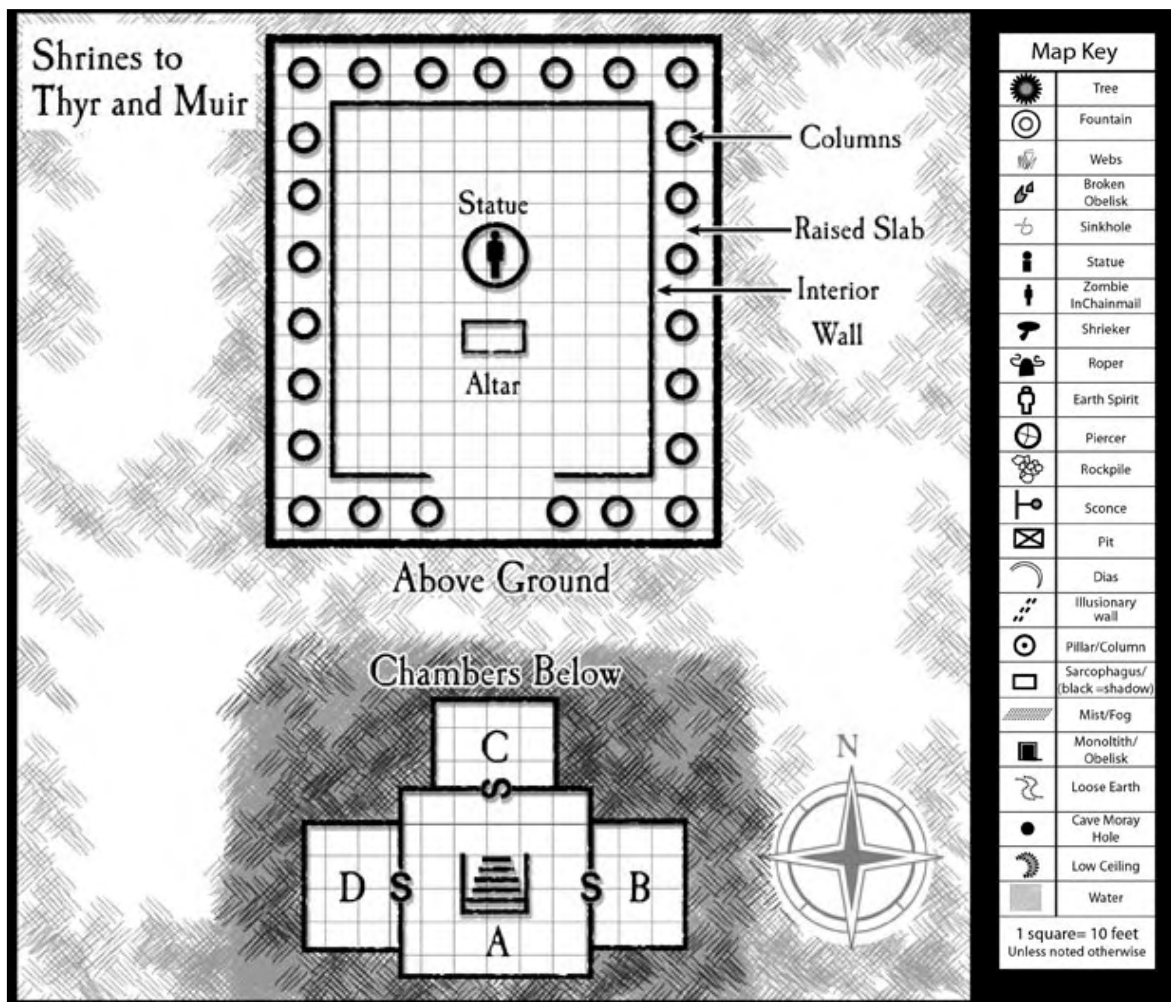 Shrines to
Thyr and Muir
Columns
Statue
Raised Slab
Interior
Wall
Altar
Above Ground
Chambers Below
C
S
D
S
S
B
A
N
Map Key
Tree
Fountain
Webs
Broken
Obelisk
Sinkhole
Statue
Zombie
InChainmail
Shrieker
Roper
Earth Spirit
Piercer
Rockpile
Sconce
Pit
Dias
Illusionary
wall
Pillar/Column
Sarcophagus/
(black =shadow)
Mist/Fog
Monoltith/
Obelisk
Loose Earth
Cave Moray
Hole
Low Ceiling
Water
1 square= 10 feet
Unless noted otherwise